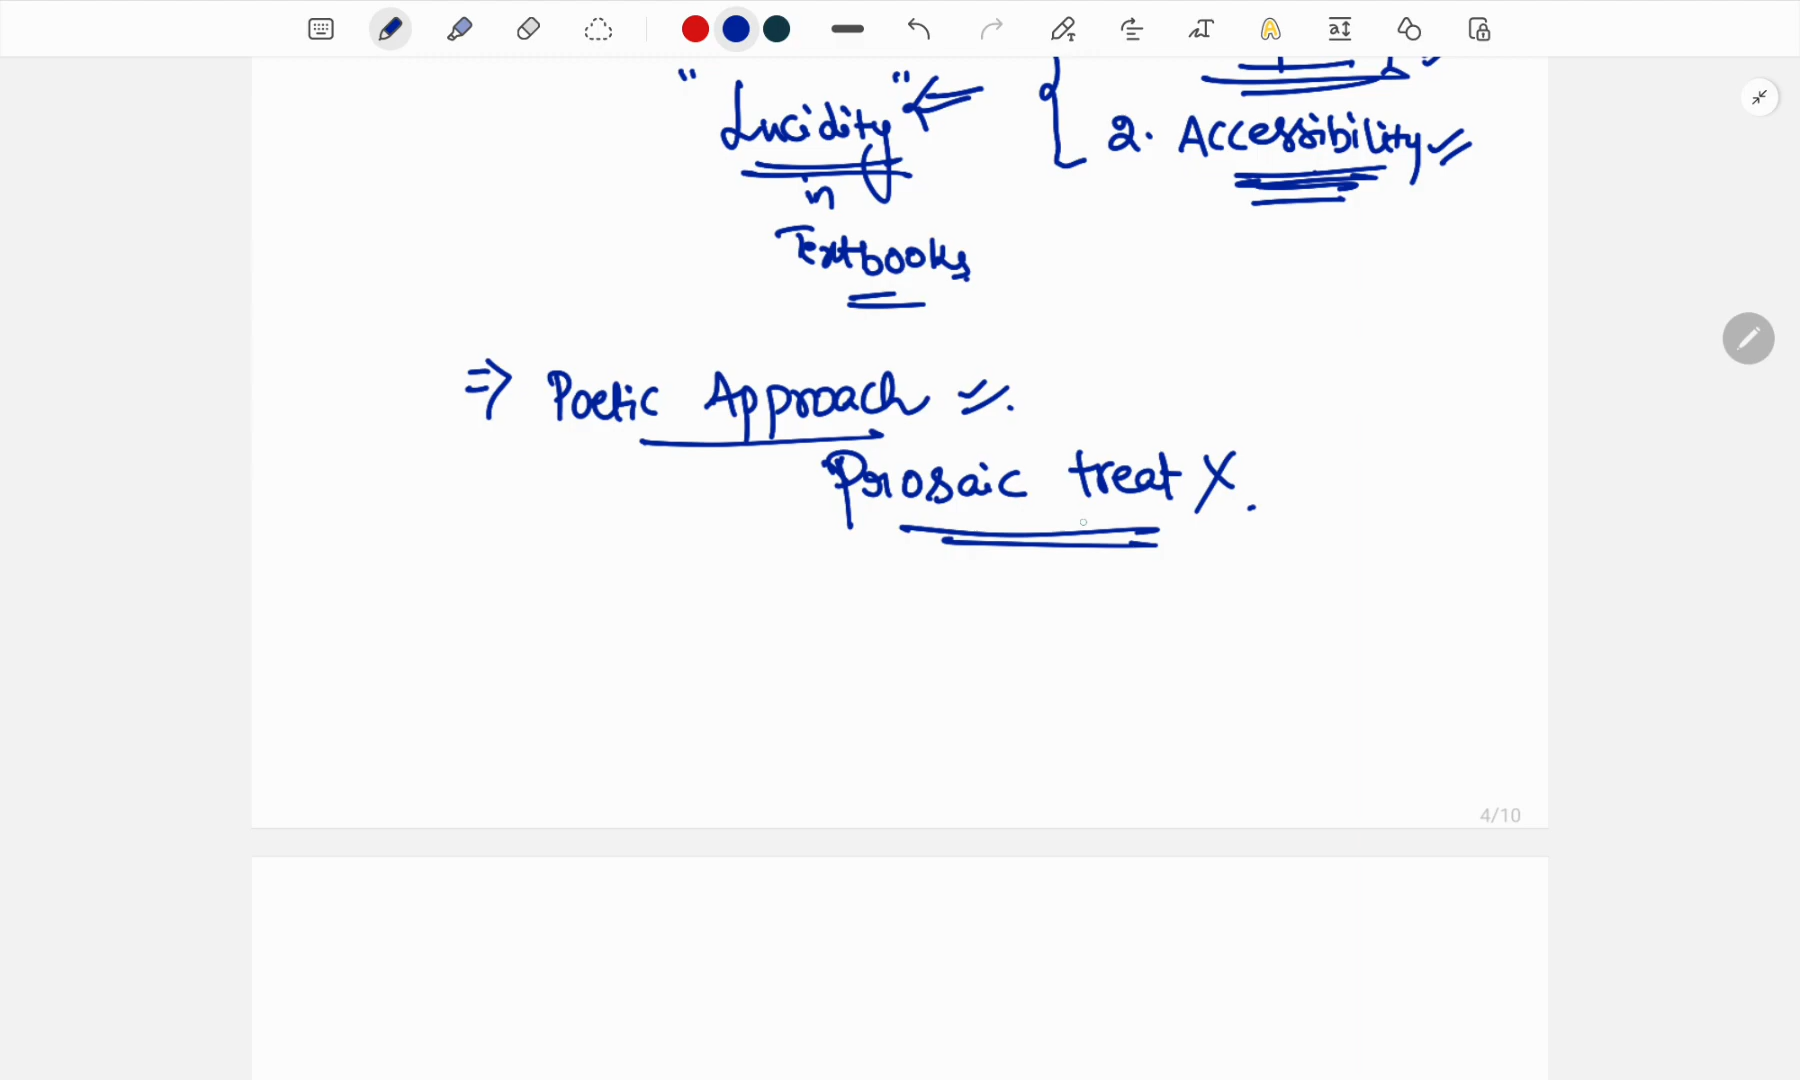 "Lucidity"
2. Accessibility
in
Textbooks
⇒ Poetic Approach
Prosaic treat X.
4/10